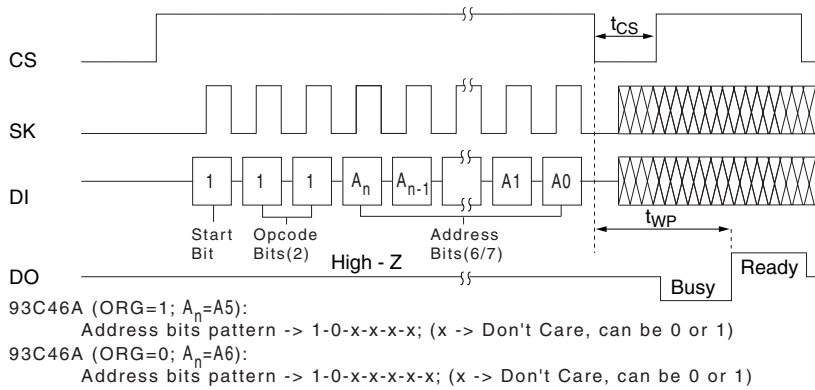 tCS
CS
SK
DI
1 1 1 An An-1 A1 A0
Start Bit
Opcode Bits(2)
Address Bits(6/7)
tWP
High - Z
DO
Busy
Ready
93C46A (ORG=1; An=A5):
Address bits pattern -> 1-0-x-x-x-x; (x -> Don't Care, can be 0 or 1)
93C46A (ORG=0; An=A6):
Address bits pattern -> 1-0-x-x-x-x-x; (x -> Don't Care, can be 0 or 1)